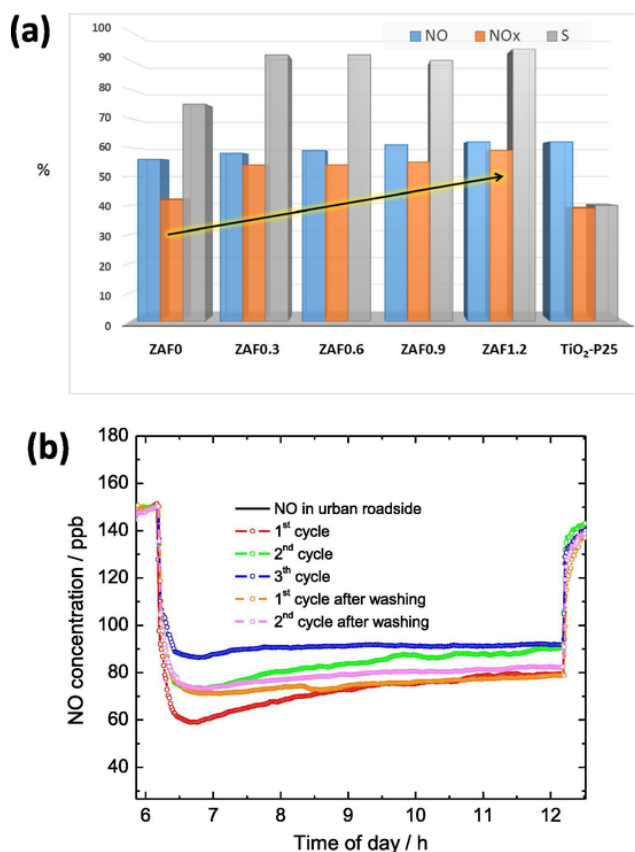 (a)
NO NOx S
100
90
80
70
60
50
40
30
20
10
0
%
ZAF0 ZAF0.3 ZAF0.6 ZAF0.9 ZAF1.2 TiO₂-P25
(b)
180
160
140
120
100
80
60
40
NO concentration / ppb
NO in urban roadside
1st cycle
2nd cycle
3th cycle
1st cycle after washing
2nd cycle after washing
6 7 8 9 10 11 12
Time of day / h